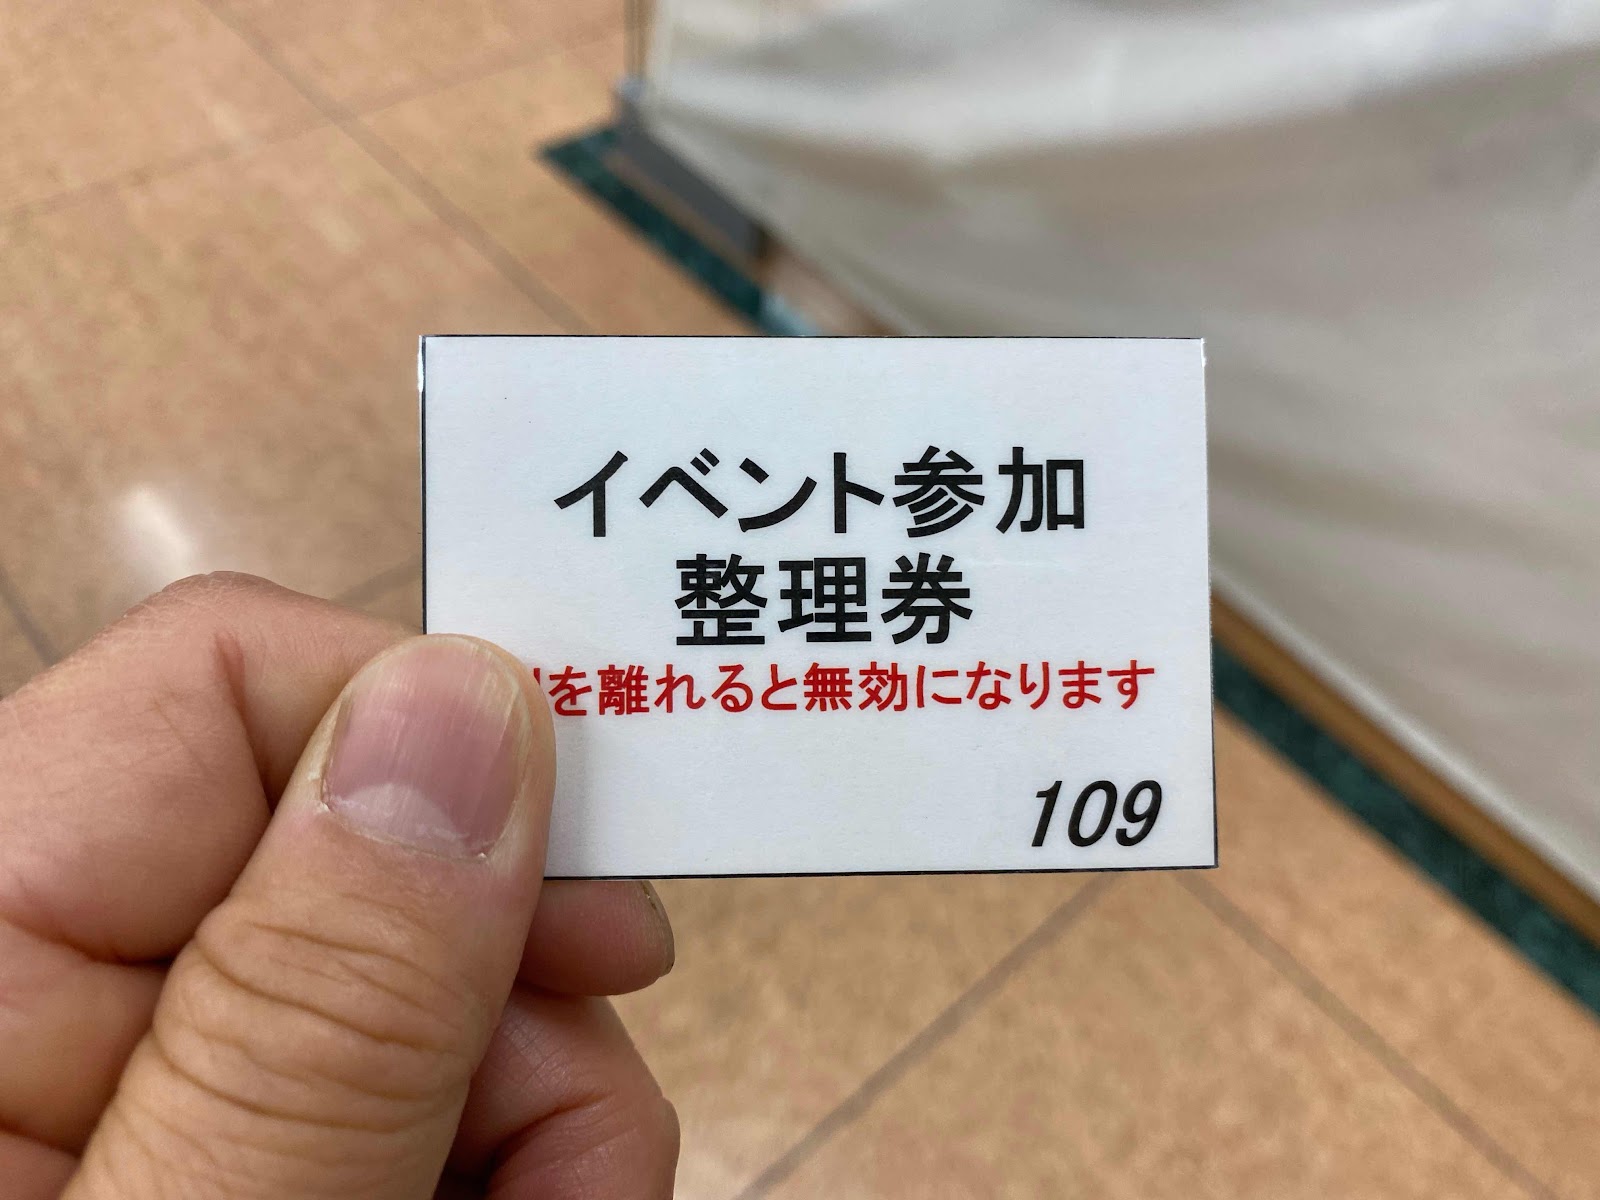 イベント参加
整理券
を離れると無効になります
109